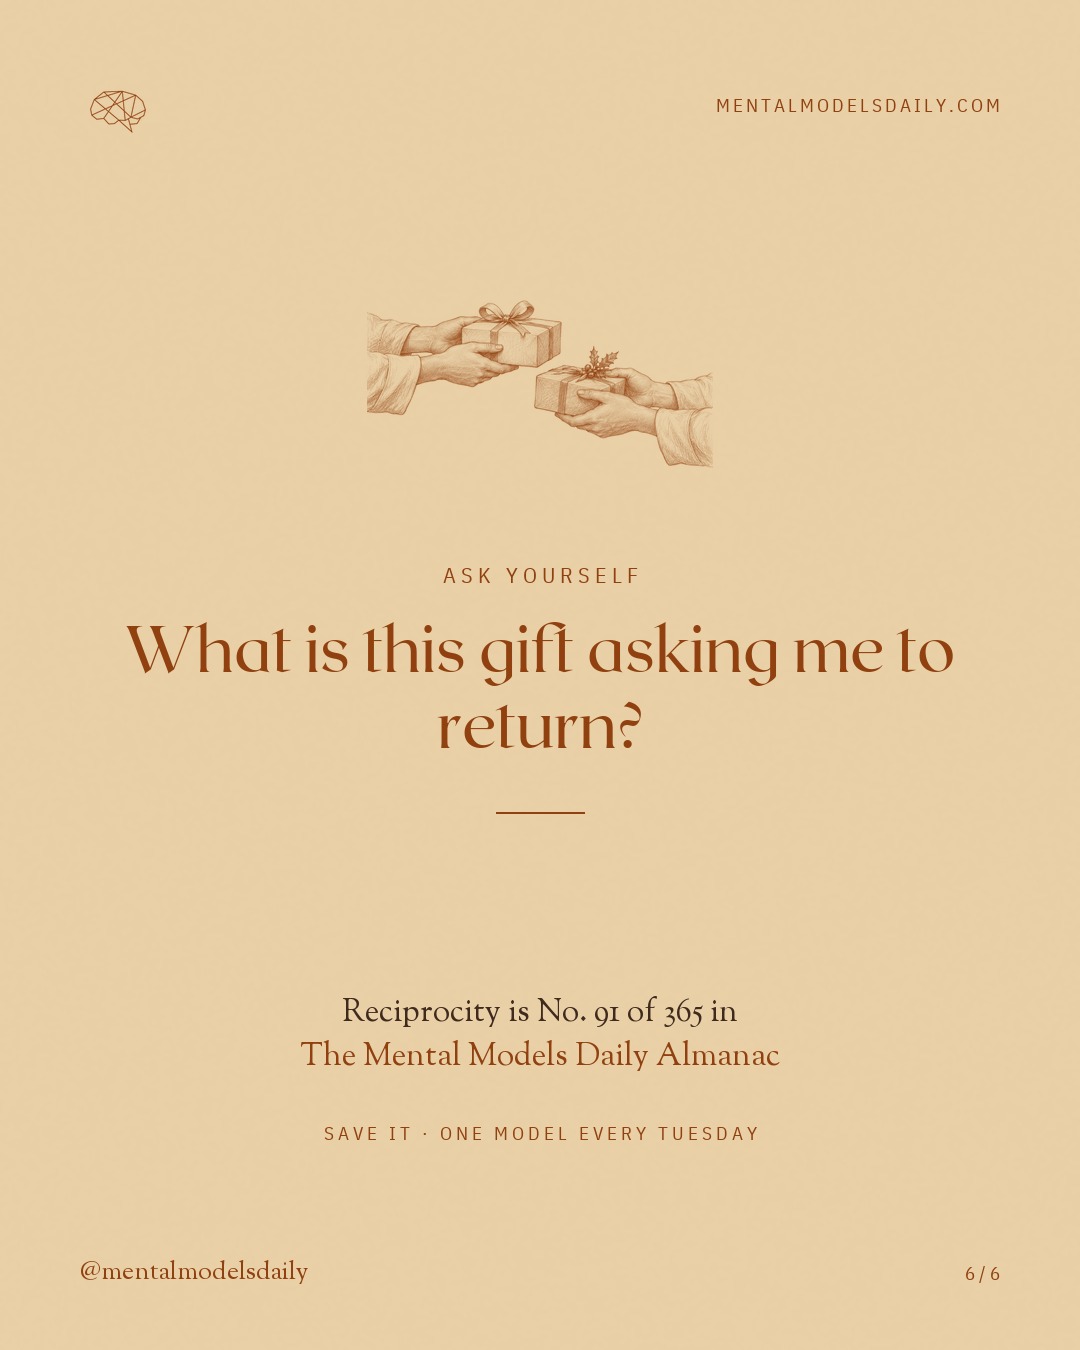 MENTALMODELSDAILY.COM
ASK YOURSELF
What is this gift asking me to
return?
Reciprocity is No. 91 of 365 in
The Mental Models Daily Almanac
SAVE IT · ONE MODEL EVERY TUESDAY
@mentalmodelsdaily
6/6